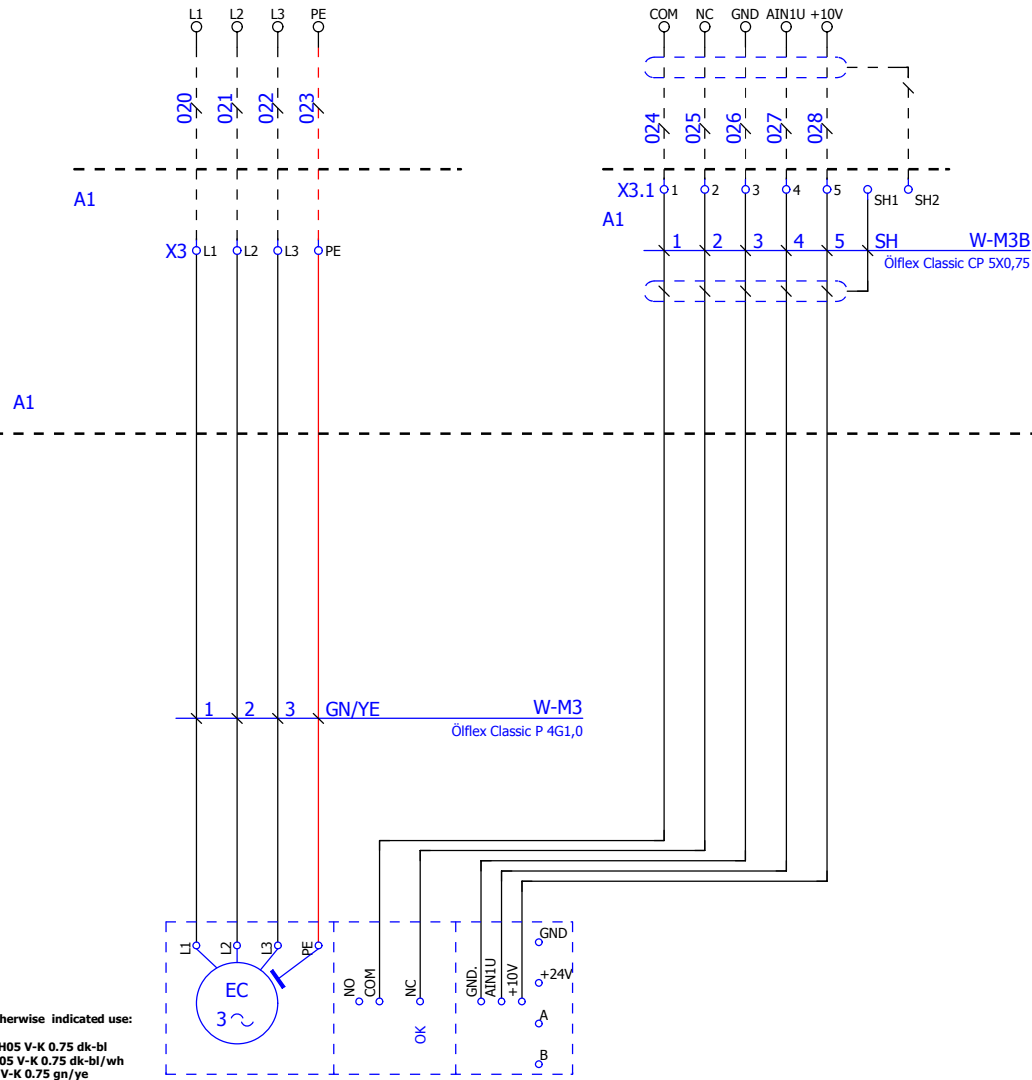 L1 L2 L3 PE COM NC GND AIN1U +10V
020 021 022 023 024 025 026 027 028
A1 X3.1 1 2 3 4 5 SH1 SH2
A1
X3 L1 L2 L3 PE 1 2 3 4 5 SH W-M3B
Ölflex Classic CP 5X0,75
A1
1 2 3 GN/YE W-M3
Ölflex Classic P 4G1,0
L1 L2 L3 PE NO COM NC GND. AIN1U +10V GND
+24V
A
B
EC
3
OK
herwise indicated use:
H05 V-K 0.75 dk-bl
05 V-K 0.75 dk-bl/wh
V-K 0.75 gn/ye